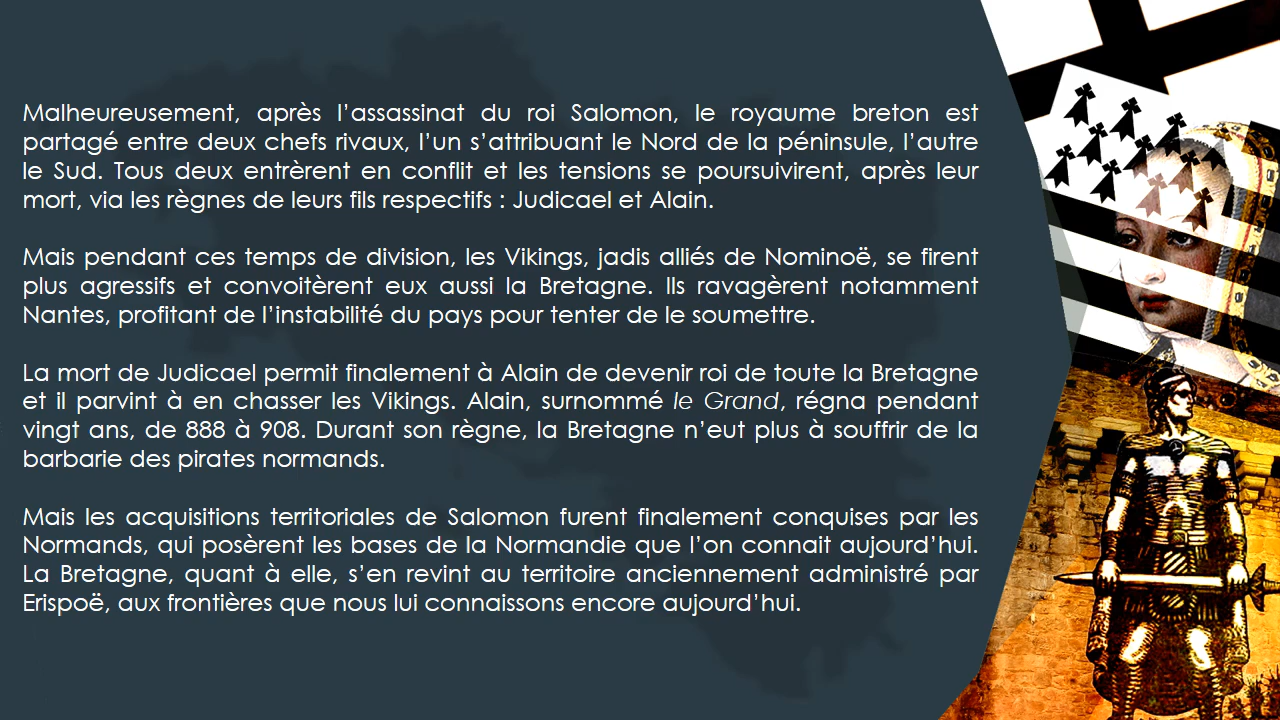 Malheureusement, après l’assassinat du roi Salomon, le royaume breton est
partagé entre deux chefs rivaux, l’un s’attribuant le Nord de la péninsule, l’autre
le Sud. Tous deux entrèrent en conflit et les tensions se poursuivirent, après leur
mort, via les règnes de leurs fils respectifs : Judicael et Alain.
Mais pendant ces temps de division, les Vikings, jadis alliés de Nominoë, se firent
plus agressifs et convoitèrent eux aussi la Bretagne. Ils ravagèrent notamment
Nantes, profitant de l’instabilité du pays pour tenter de le soumettre.
La mort de Judicael permit finalement à Alain de devenir roi de toute la Bretagne
et il parvint à en chasser les Vikings. Alain, surnommé le Grand, régna pendant
vingt ans, de 888 à 908. Durant son règne, la Bretagne n’eut plus à souffrir de la
barbarie des pirates normands.
Mais les acquisitions territoriales de Salomon furent finalement conquises par les
Normands, qui posèrent les bases de la Normandie que l’on connait aujourd’hui.
La Bretagne, quant à elle, s’en revint au territoire anciennement administré par
Erispoë, aux frontières que nous lui connaissons encore aujourd’hui.